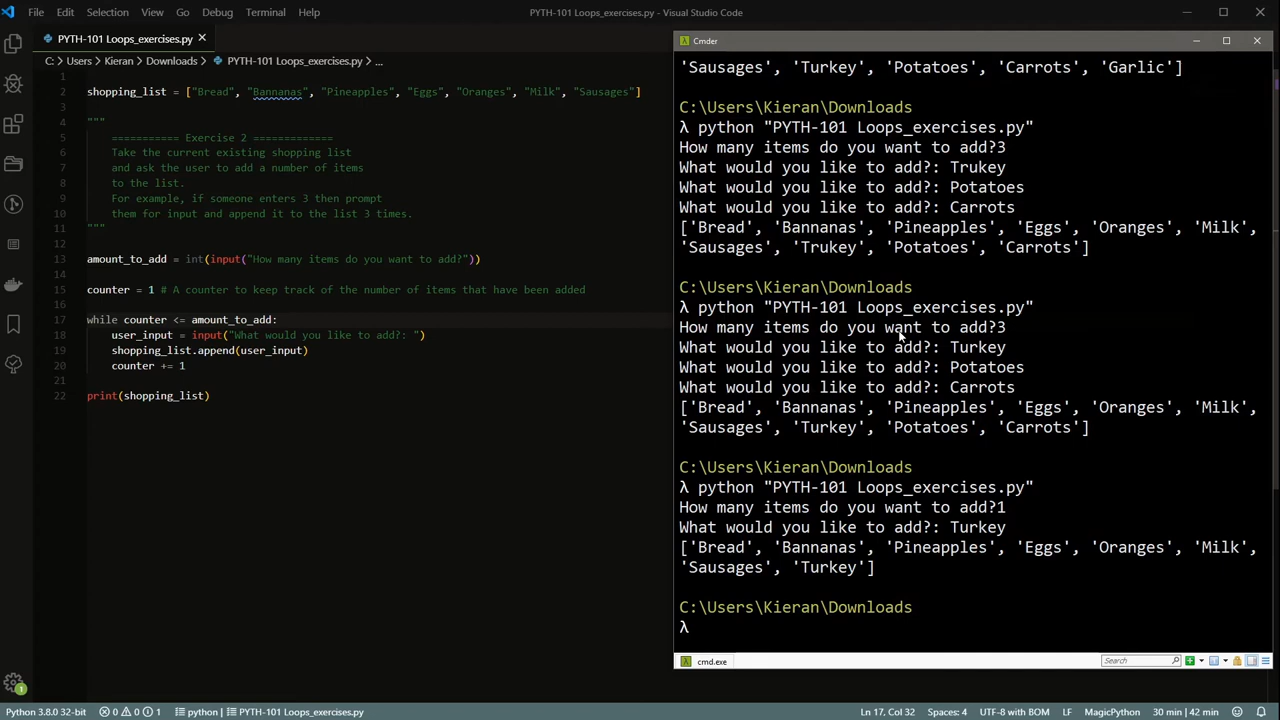 File Edit Selection View Go Debug Terminal Help
PYTH-101 Loops_exercises.py - Visual Studio Code
PYTH-101 Loops_exercises.py
C: > Users > Kieran > Downloads > PYTH-101 Loops_exercises.py > ...
1
2 shopping_list = ["Bread", "Bannanas", "Pineapples", "Eggs", "Oranges", "Milk", "Sausages"]
3
4 """
5 =========== Exercise 2 =============
6 Take the current existing shopping list
7 and ask the user to add a number of items
8 to the list.
9 For example, if someone enters 3 then prompt
10 them for input and append it to the list 3 times.
11 """
12
13 amount_to_add = int(input("How many items do you want to add?"))
14
15 counter = 1 # A counter to keep track of the number of items that have been added
16
17 while counter <= amount_to_add:
18 user_input = input("What would you like to add?: ")
19 shopping_list.append(user_input)
20 counter += 1
21
22 print(shopping_list)
Cmder
'Sausages', 'Turkey', 'Potatoes', 'Carrots', 'Garlic']
C:\Users\Kieran\Downloads
λ python "PYTH-101 Loops_exercises.py"
How many items do you want to add?3
What would you like to add?: Trukey
What would you like to add?: Potatoes
What would you like to add?: Carrots
['Bread', 'Bannanas', 'Pineapples', 'Eggs', 'Oranges', 'Milk',
'Sausages', 'Trukey', 'Potatoes', 'Carrots']
C:\Users\Kieran\Downloads
λ python "PYTH-101 Loops_exercises.py"
How many items do you want to add?3
What would you like to add?: Turkey
What would you like to add?: Potatoes
What would you like to add?: Carrots
['Bread', 'Bannanas', 'Pineapples', 'Eggs', 'Oranges', 'Milk',
'Sausages', 'Turkey', 'Potatoes', 'Carrots']
C:\Users\Kieran\Downloads
λ python "PYTH-101 Loops_exercises.py"
How many items do you want to add?1
What would you like to add?: Turkey
['Bread', 'Bannanas', 'Pineapples', 'Eggs', 'Oranges', 'Milk',
'Sausages', 'Turkey']
C:\Users\Kieran\Downloads
λ
cmd.exe
Search
1
Python 3.8.0 32-bit 0 0 1 python | PYTH-101 Loops_exercises.py
Ln 17, Col 32 Spaces: 4 UTF-8 with BOM LF MagicPython 30 min | 42 min